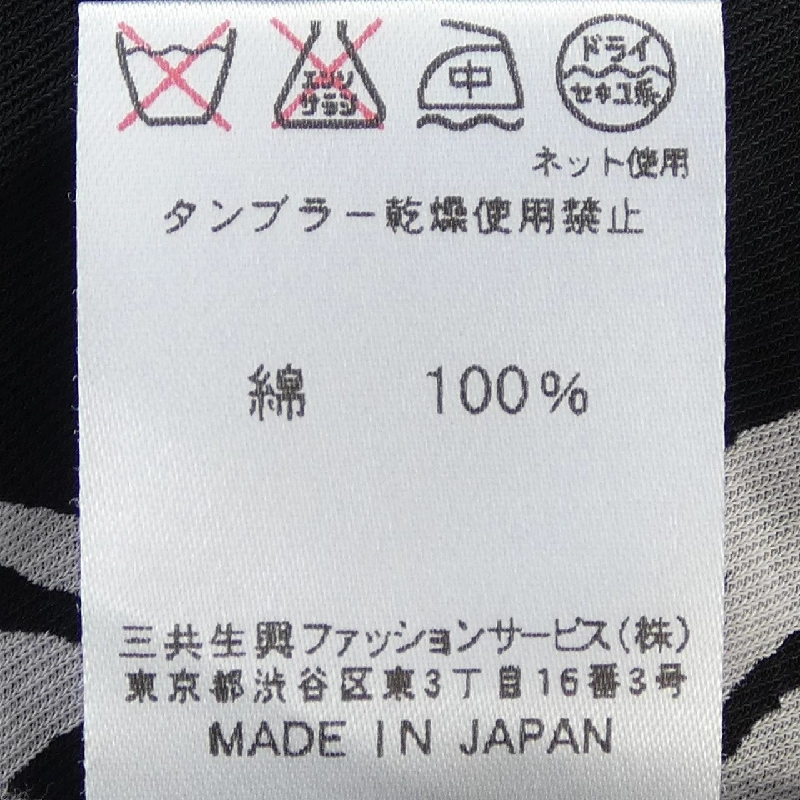 エンソ
サラシ
中
ドライ
セキユ系
ネット使用
タンブラー乾燥使用禁止
綿 100%
三共生興ファッションサービス(株)
東京都渋谷区東3丁目16番3号
MADE IN JAPAN